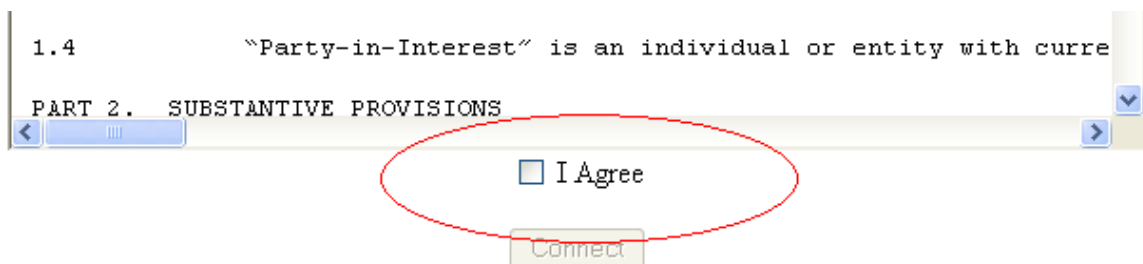 1.4 “Party-in-Interest” is an individual or entity with curre
PART 2. SUBSTANTIVE PROVISIONS
I Agree
Connect